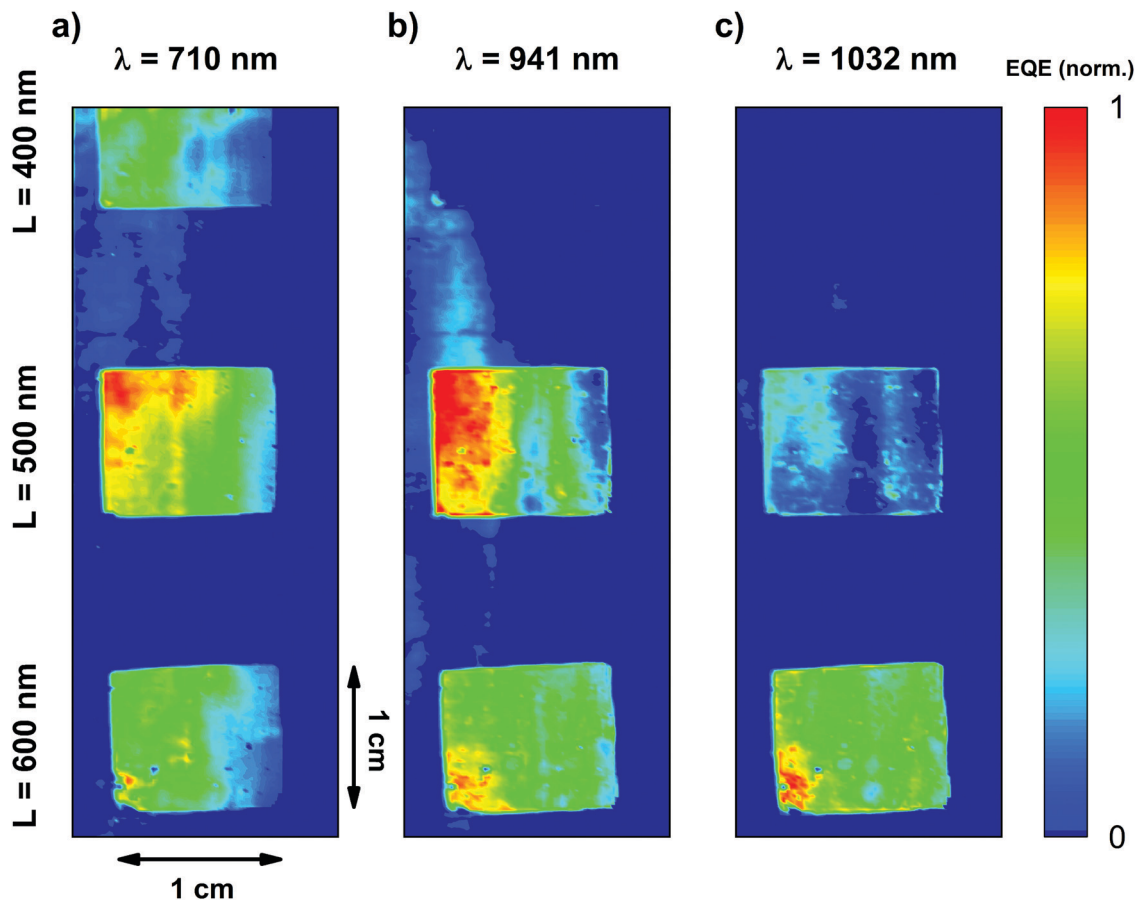 a)
λ = 710 nm
b)
λ = 941 nm
c)
λ = 1032 nm
EQE (norm.)
1
0
L = 400 nm
L = 500 nm
L = 600 nm
1 cm
1 cm